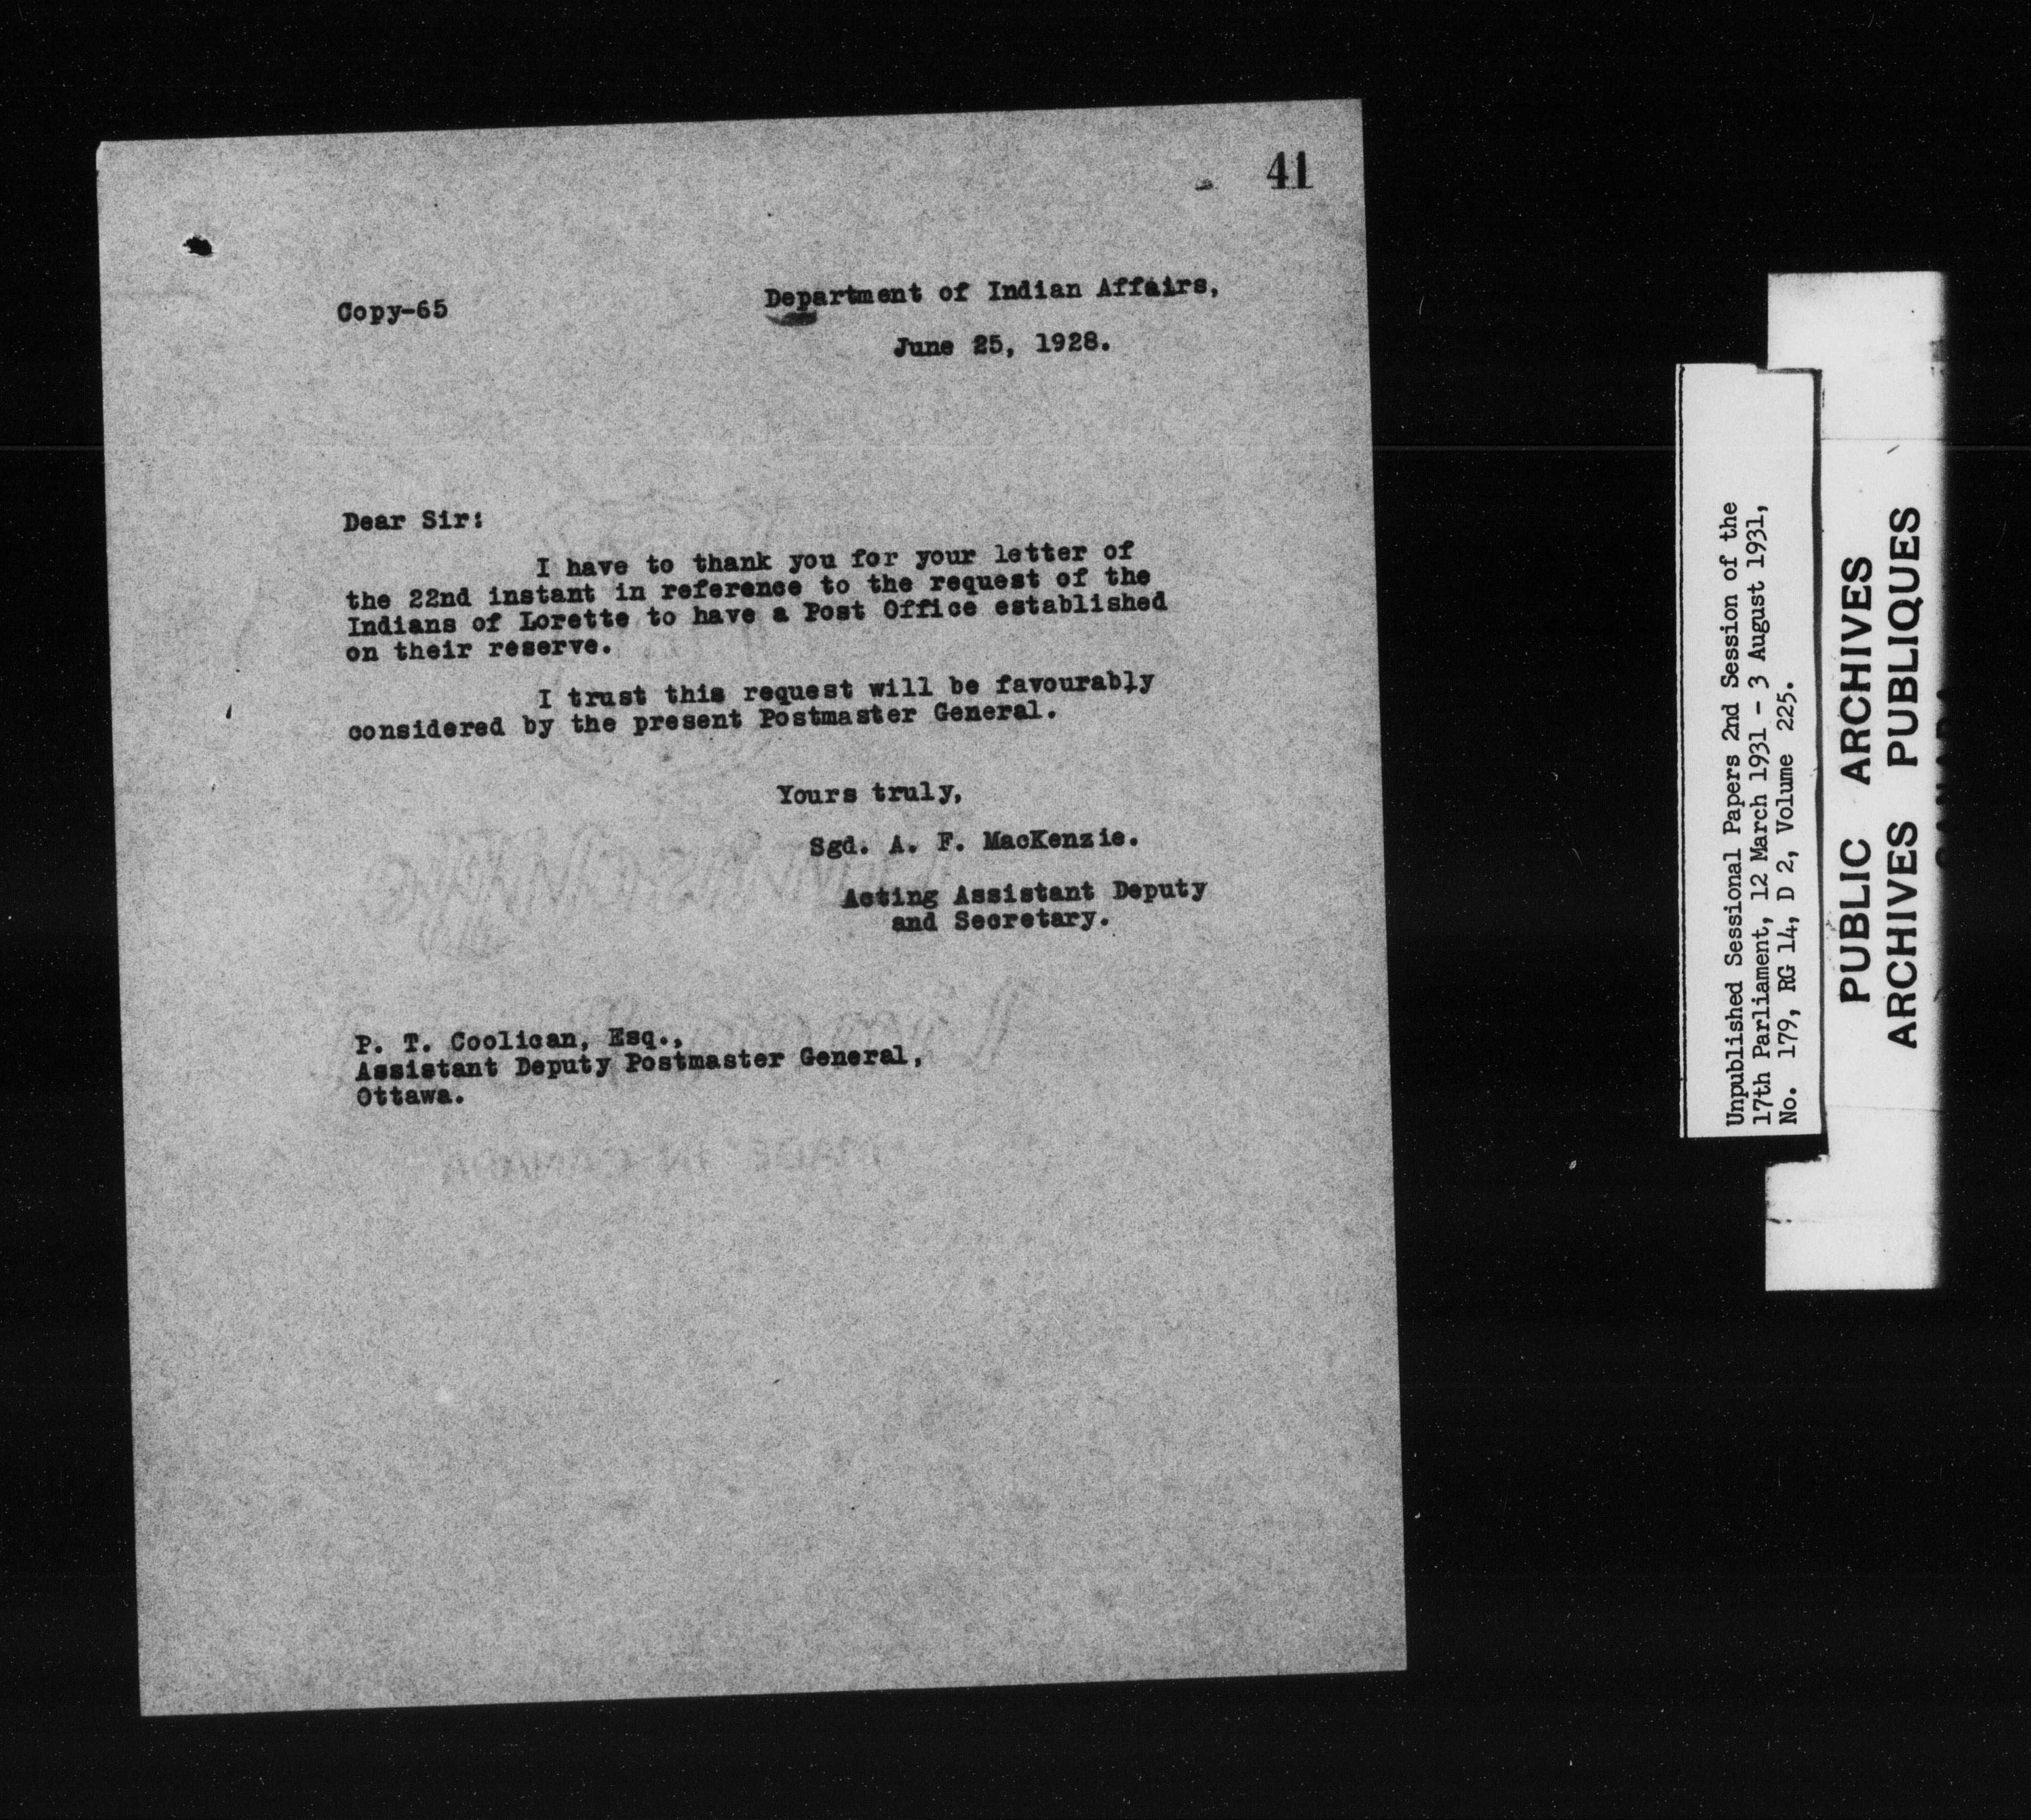 41
Copy-65
Department of Indian Affairs,
June 25, 1928.
Dear Sir:
I have to thank you for your letter of
the 22nd instant in reference to the request of the
Indians of Lorette to have a Post Office established
on their reserve.
I trust this request will be favourably
considered by the present Postmaster General.
Yours truly,
Sgd. A. F. MacKenzie.
Acting Assistant Deputy
and Secretary.
P. T. Coolican, Esq.,
Assistant Deputy Postmaster General,
Ottawa.
MADE IN CANADA
Unpublished Sessional Papers 2nd Session of the
17th Parliament, 12 March 1931 - 3 August 1931,
No. 179, RG 14, D 2, Volume 225.
PUBLIC ARCHIVES
ARCHIVES PUBLIQUES
CANADA